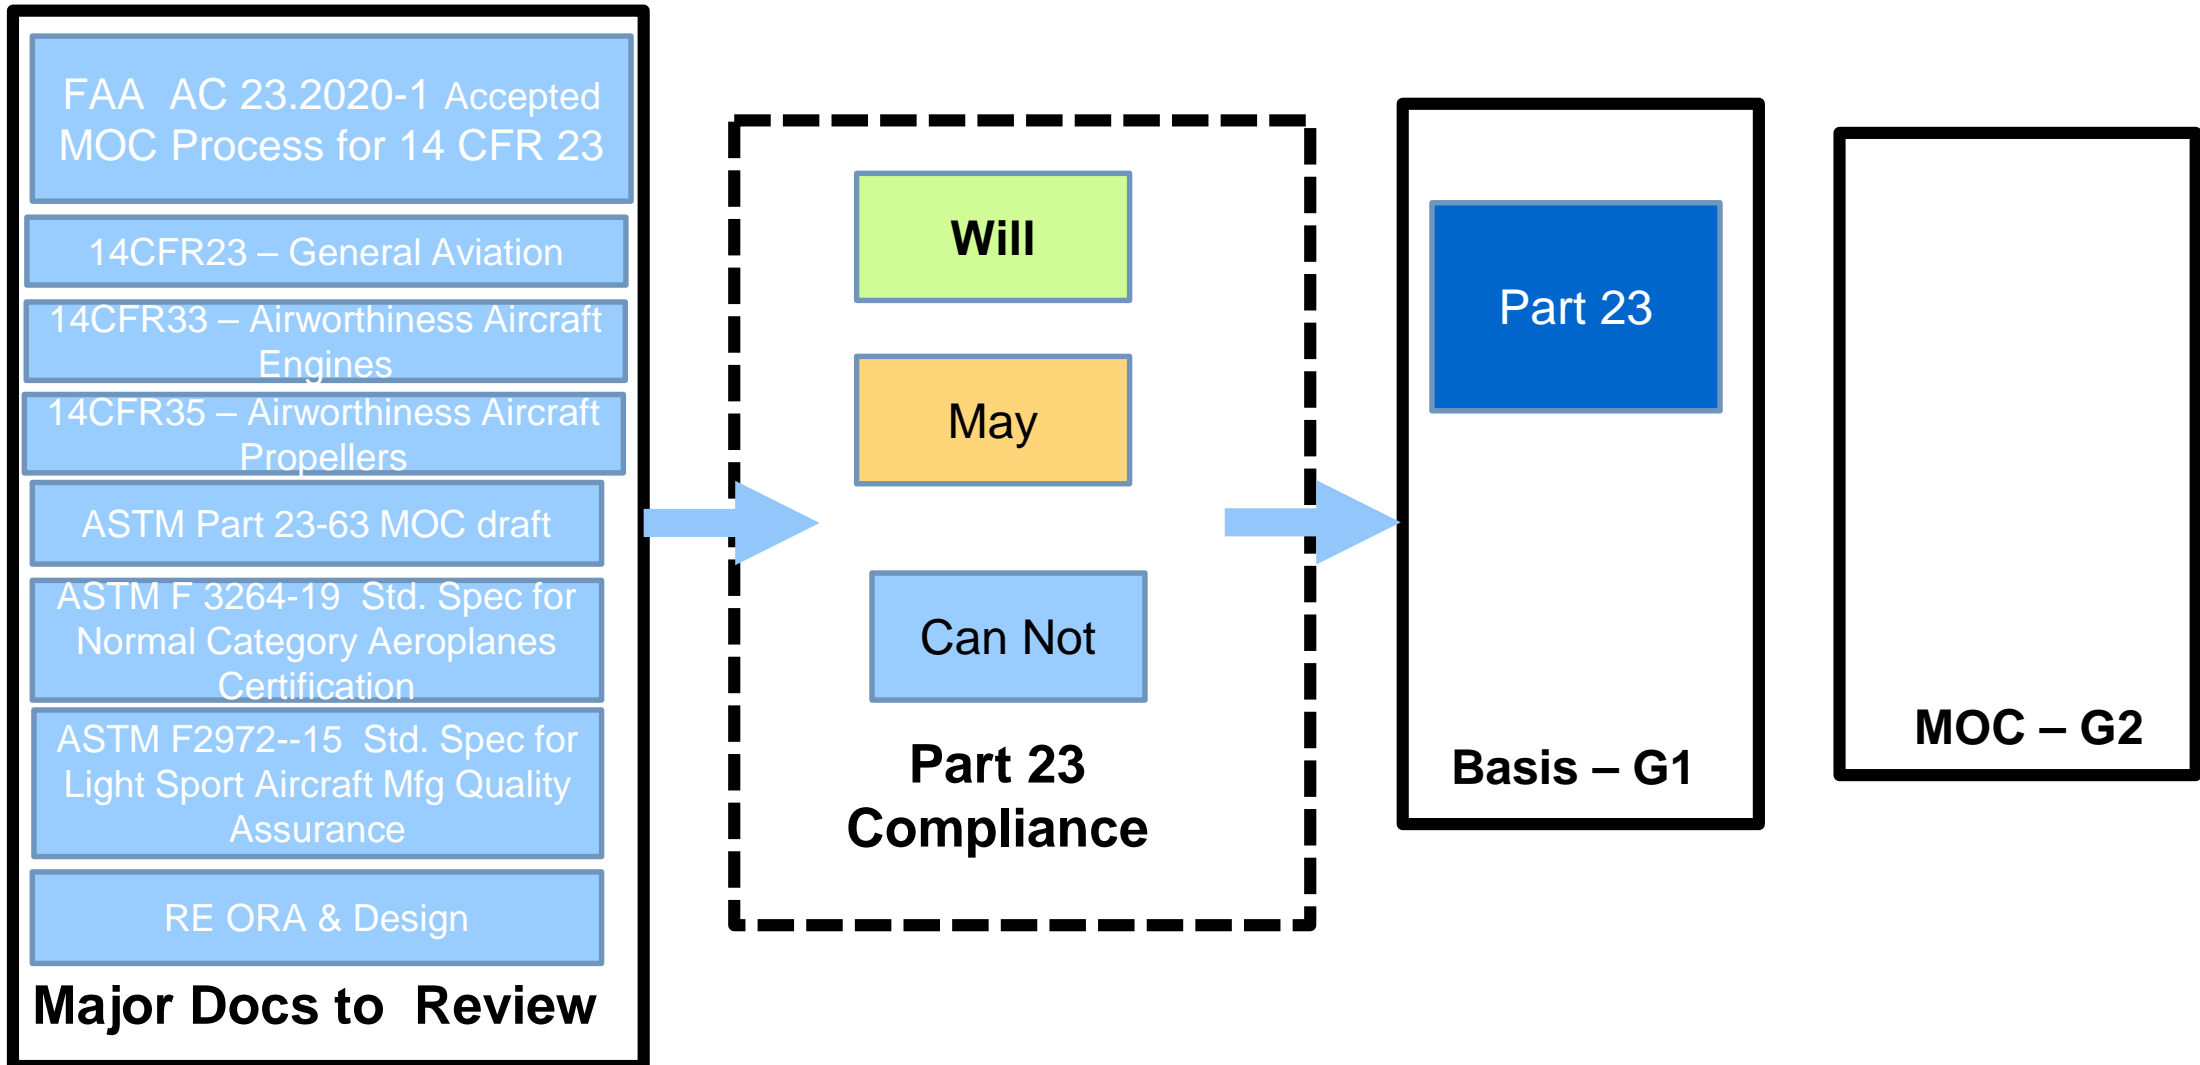 FAA AC 23.2020-1 Accepted
MOC Process for 14 CFR 23
14CFR23 – General Aviation
14CFR33 – Airworthiness Aircraft
Engines
14CFR35 – Airworthiness Aircraft
Propellers
ASTM Part 23-63 MOC draft
ASTM F 3264-19 Std. Spec for
Normal Category Aeroplanes
Certification
ASTM F2972--15 Std. Spec for
Light Sport Aircraft Mfg Quality
Assurance
RE ORA & Design
Major Docs to Review
Will
May
Can Not
Part 23
Compliance
Part 23
Basis – G1
MOC – G2